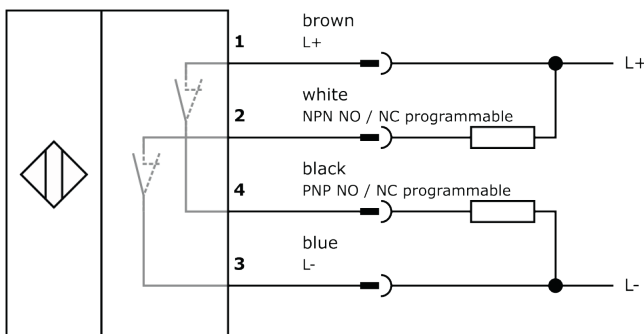 brown
1
L+
L+
white
2
NPN NO / NC programmable
black
4
PNP NO / NC programmable
blue
3
L-
L-